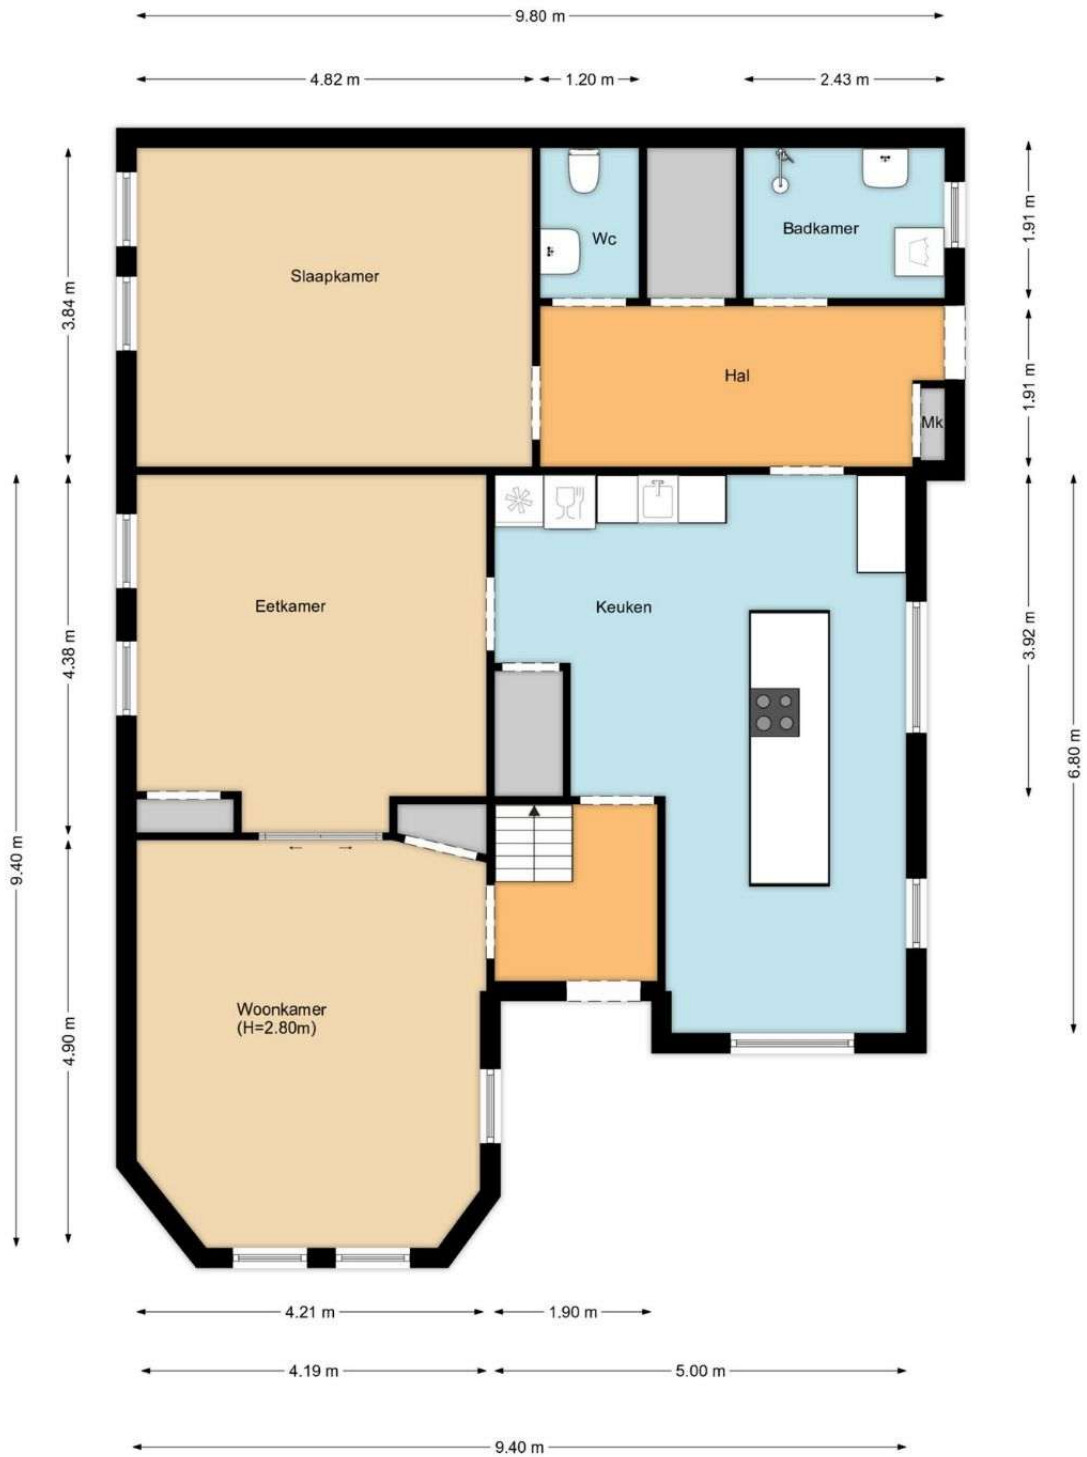 9.80 m
4.82 m
1.20 m
2.43 m
1.91 m
Wc
Badkamer
Slaapkamer
3.84 m
1.91 m
Hal
Mk
Eetkamer
Keuken
4.38 m
3.92 m
6.80 m
9.40 m
Woonkamer
(H=2.80m)
4.90 m
4.21 m
1.90 m
4.19 m
5.00 m
9.40 m